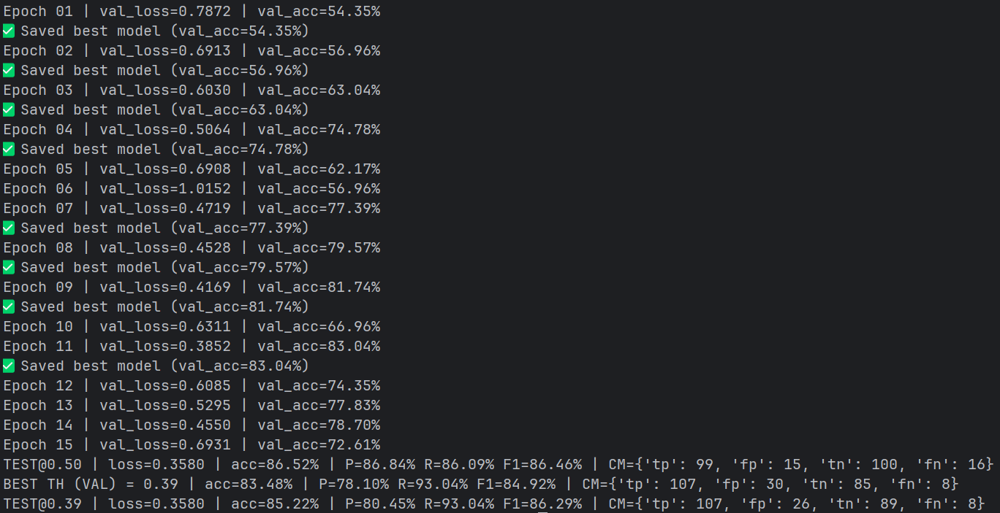 Epoch 01 | val_loss=0.7872 | val_acc=54.35%
✅ Saved best model (val_acc=54.35%)
Epoch 02 | val_loss=0.6913 | val_acc=56.96%
✅ Saved best model (val_acc=56.96%)
Epoch 03 | val_loss=0.6030 | val_acc=63.04%
✅ Saved best model (val_acc=63.04%)
Epoch 04 | val_loss=0.5064 | val_acc=74.78%
✅ Saved best model (val_acc=74.78%)
Epoch 05 | val_loss=0.6908 | val_acc=62.17%
Epoch 06 | val_loss=1.0152 | val_acc=56.96%
Epoch 07 | val_loss=0.4719 | val_acc=77.39%
✅ Saved best model (val_acc=77.39%)
Epoch 08 | val_loss=0.4528 | val_acc=79.57%
✅ Saved best model (val_acc=79.57%)
Epoch 09 | val_loss=0.4169 | val_acc=81.74%
✅ Saved best model (val_acc=81.74%)
Epoch 10 | val_loss=0.6311 | val_acc=66.96%
Epoch 11 | val_loss=0.3852 | val_acc=83.04%
✅ Saved best model (val_acc=83.04%)
Epoch 12 | val_loss=0.6085 | val_acc=74.35%
Epoch 13 | val_loss=0.5295 | val_acc=77.83%
Epoch 14 | val_loss=0.4550 | val_acc=78.70%
Epoch 15 | val_loss=0.6931 | val_acc=72.61%
TEST@0.50 | loss=0.3580 | acc=86.52% | P=86.84% R=86.09% F1=86.46% | CM={'tp': 99, 'fp': 15, 'tn': 100, 'fn': 16}
BEST TH (VAL) = 0.39 | acc=83.48% | P=78.10% R=93.04% F1=84.92% | CM={'tp': 107, 'fp': 30, 'tn': 85, 'fn': 8}
TEST@0.39 | loss=0.3580 | acc=85.22% | P=80.45% R=93.04% F1=86.29% | CM={'tp': 107, 'fp': 26, 'tn': 89, 'fn': 8}